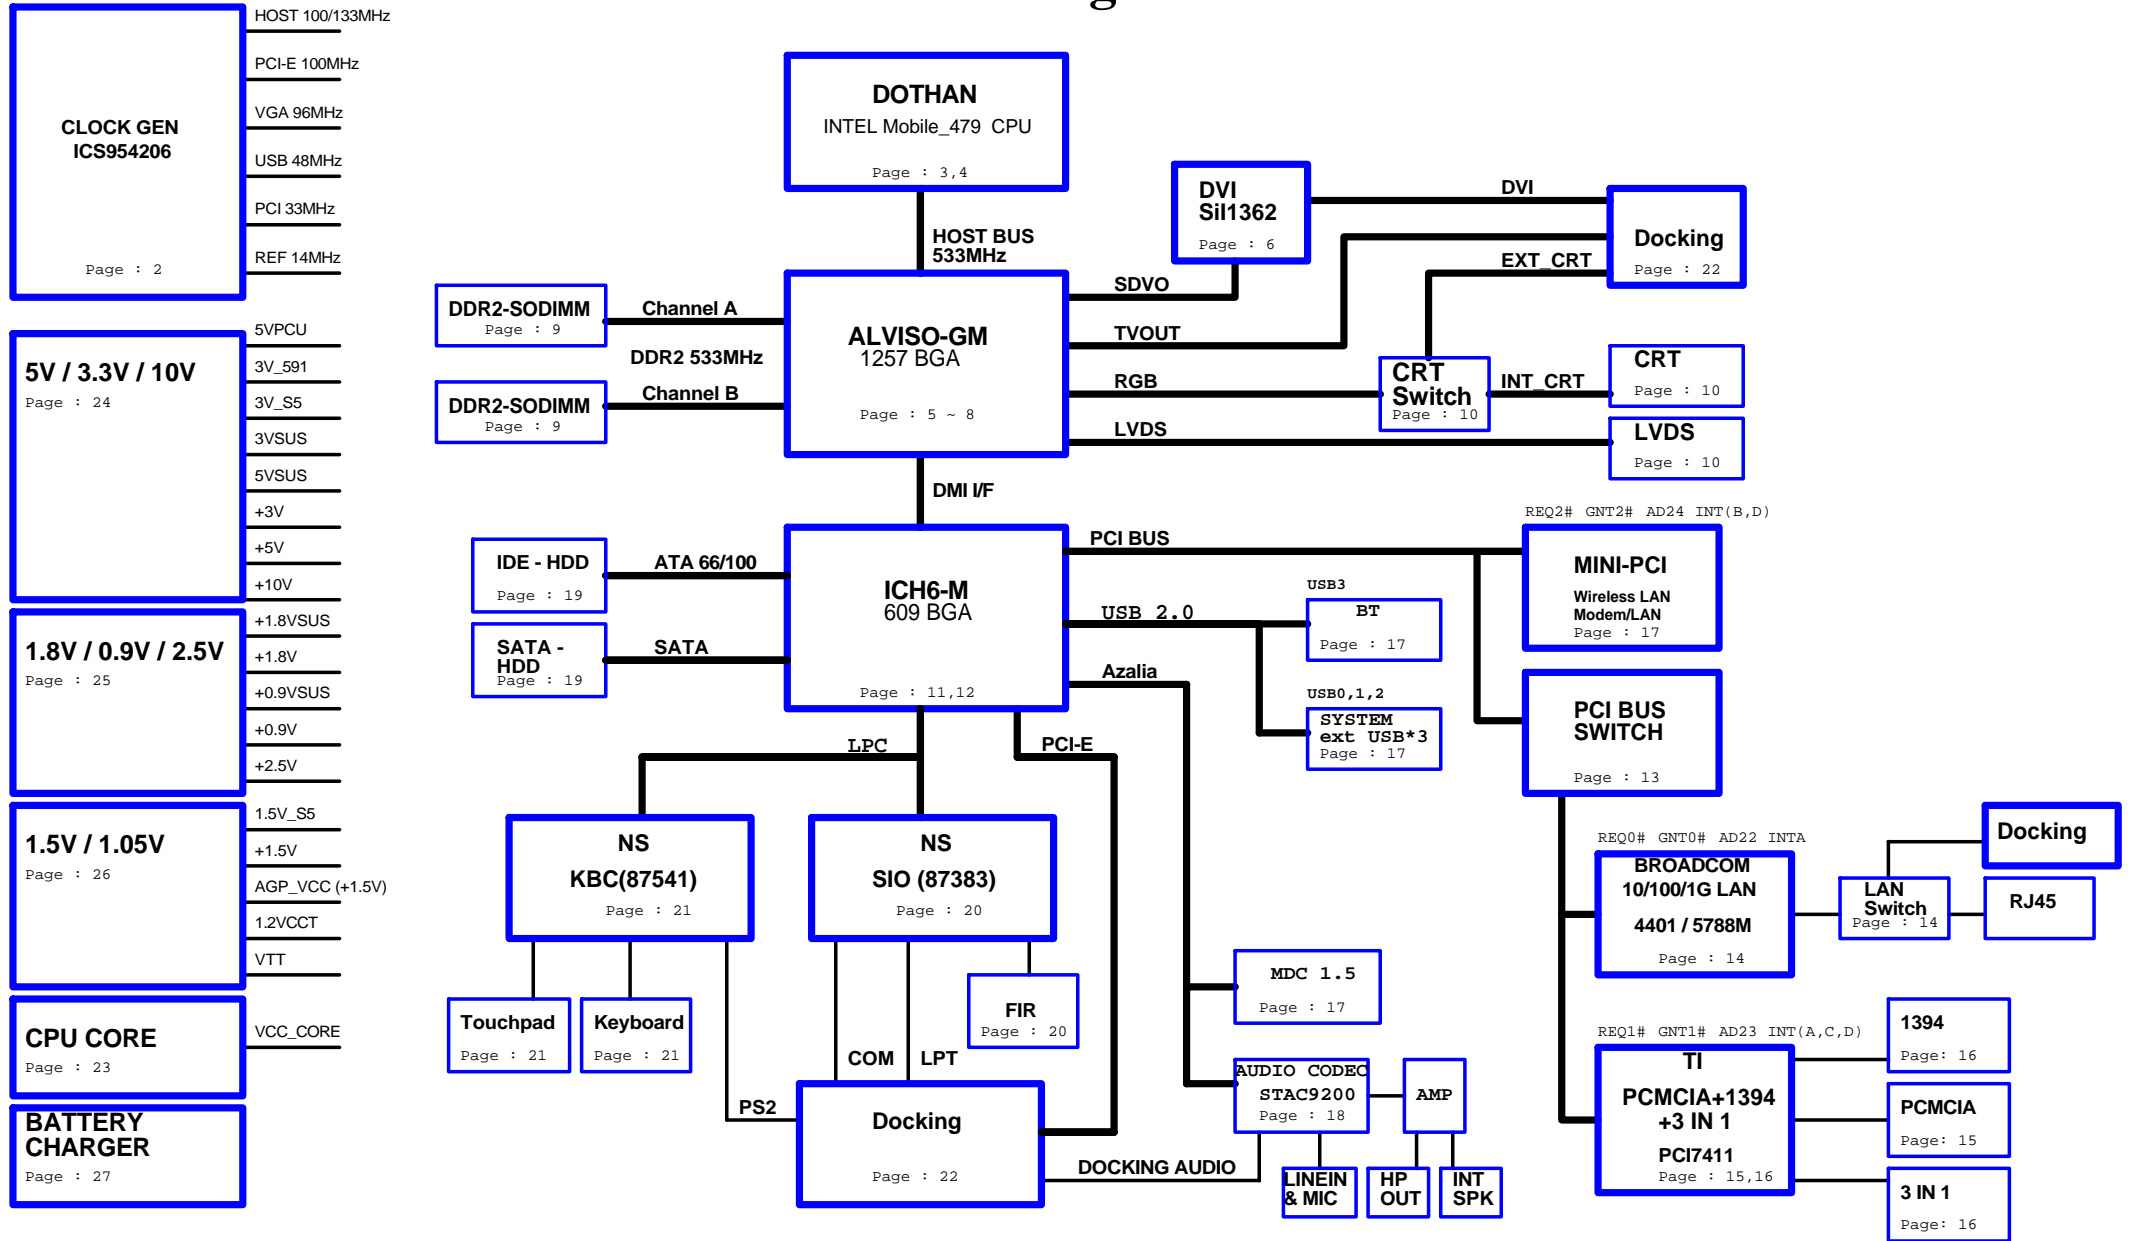 g
HOST 100/133MHz
PCI-E 100MHz
VGA 96MHz
USB 48MHz
PCI 33MHz
REF 14MHz
CLOCK GEN
ICS954206
Page : 2
5V / 3.3V / 10V
Page : 24
5VPCU
3V_591
3V_S5
3VSUS
5VSUS
+3V
+5V
+10V
1.8V / 0.9V / 2.5V
Page : 25
+1.8VSUS
+1.8V
+0.9VSUS
+0.9V
+2.5V
1.5V / 1.05V
Page : 26
1.5V_S5
+1.5V
AGP_VCC (+1.5V)
1.2VCCT
VTT
CPU CORE
Page : 23
VCC_CORE
BATTERY
CHARGER
Page : 27
DOTHAN
INTEL Mobile_479 CPU
Page : 3,4
HOST BUS
533MHz
DDR2-SODIMM
Page : 9
Channel A
DDR2 533MHz
DDR2-SODIMM
Page : 9
Channel B
ALVISO-GM
1257 BGA
Page : 5 ~ 8
SDVO
TVOUT
RGB
LVDS
DVI
SiI1362
Page : 6
DVI
EXT_CRT
Docking
Page : 22
CRT
Switch
Page : 10
INT_CRT
CRT
Page : 10
LVDS
Page : 10
DMI I/F
IDE - HDD
Page : 19
ATA 66/100
SATA -
HDD
Page : 19
SATA
ICH6-M
609 BGA
Page : 11,12
PCI BUS
USB 2.0
Azalia
USB3
BT
Page : 17
USB0,1,2
SYSTEM
ext USB*3
Page : 17
REQ2# GNT2# AD24 INT(B,D)
MINI-PCI
Wireless LAN
Modem/LAN
Page : 17
PCI BUS
SWITCH
Page : 13
LPC
PCI-E
NS
KBC(87541)
Page : 21
NS
SIO (87383)
Page : 20
Touchpad
Page : 21
Keyboard
Page : 21
FIR
Page : 20
COM
LPT
PS2
Docking
Page : 22
DOCKING AUDIO
MDC 1.5
Page : 17
AUDIO CODEC
STAC9200
Page : 18
AMP
LINEIN
& MIC
HP
OUT
INT
SPK
REQ0# GNT0# AD22 INTA
BROADCOM
10/100/1G LAN
4401 / 5788M
Page : 14
LAN
Switch
Page : 14
Docking
RJ45
REQ1# GNT1# AD23 INT(A,C,D)
TI
PCMCIA+1394
+3 IN 1
PCI7411
Page : 15,16
1394
Page: 16
PCMCIA
Page: 15
3 IN 1
Page: 16